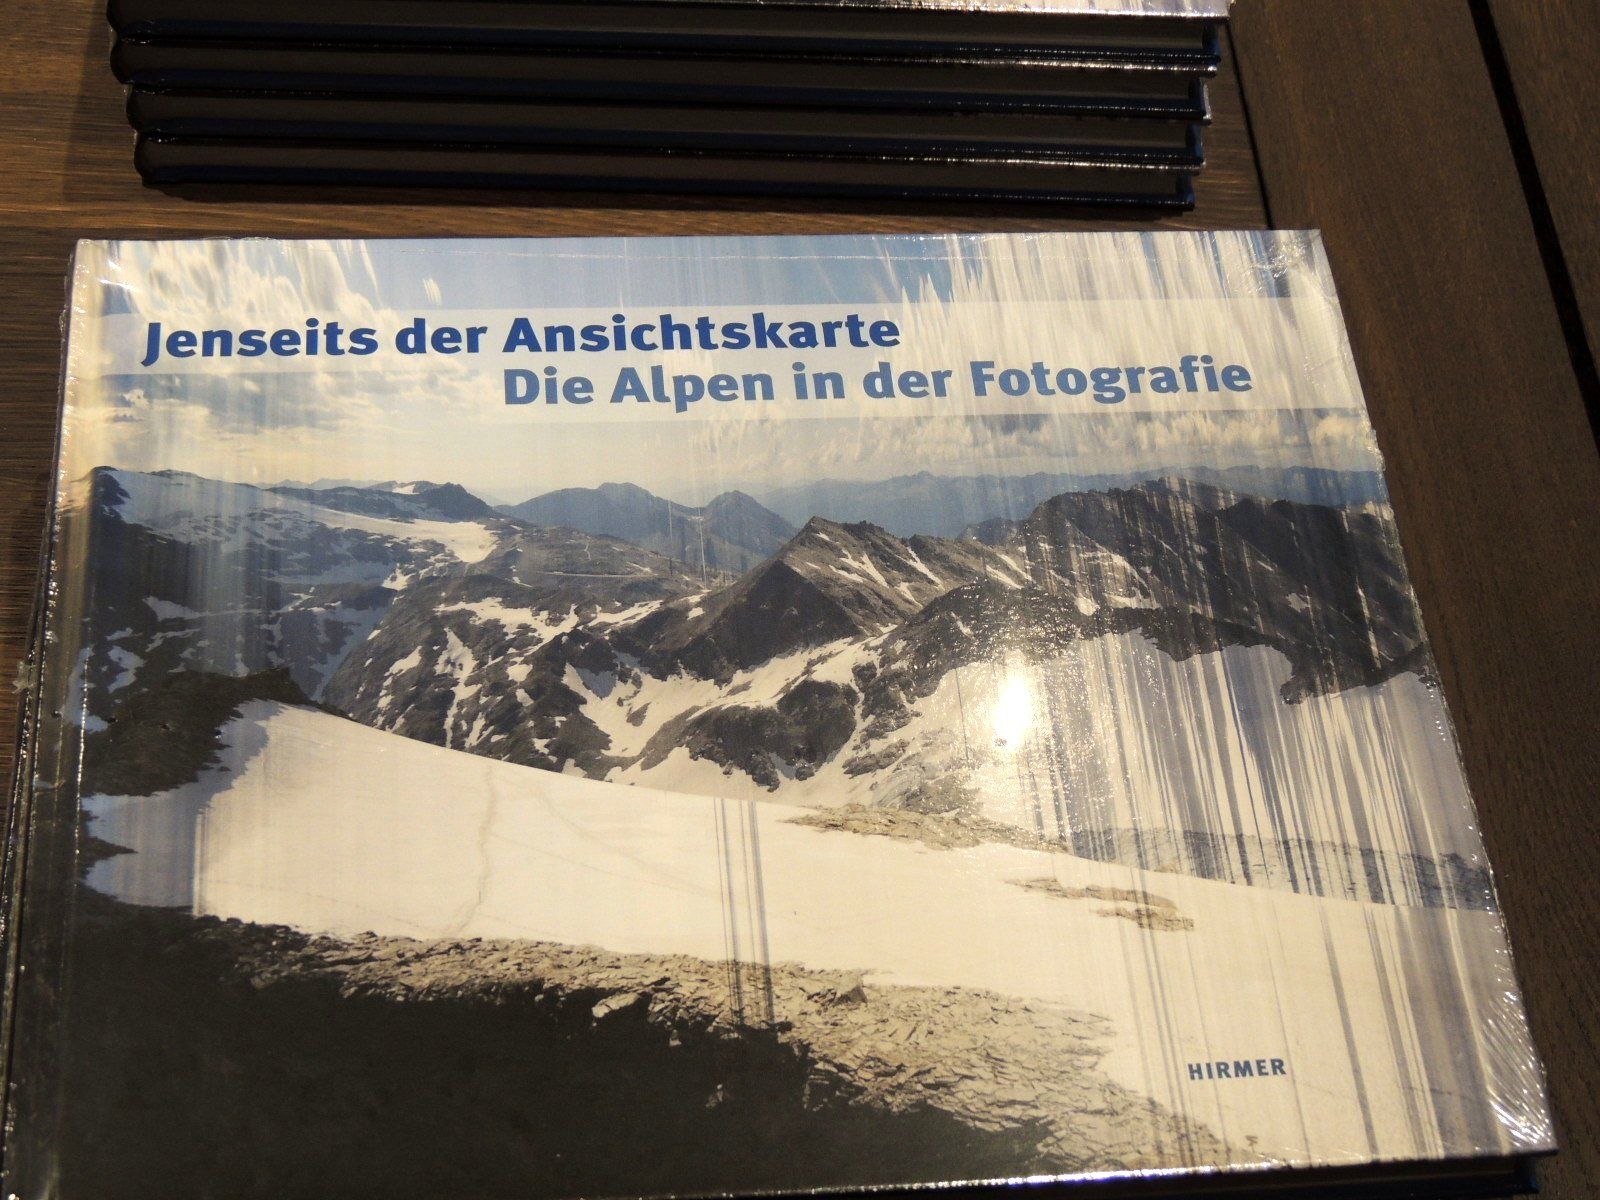 Jenseits der Ansichtskarte
Die Alpen in der Fotografie
HIRMER